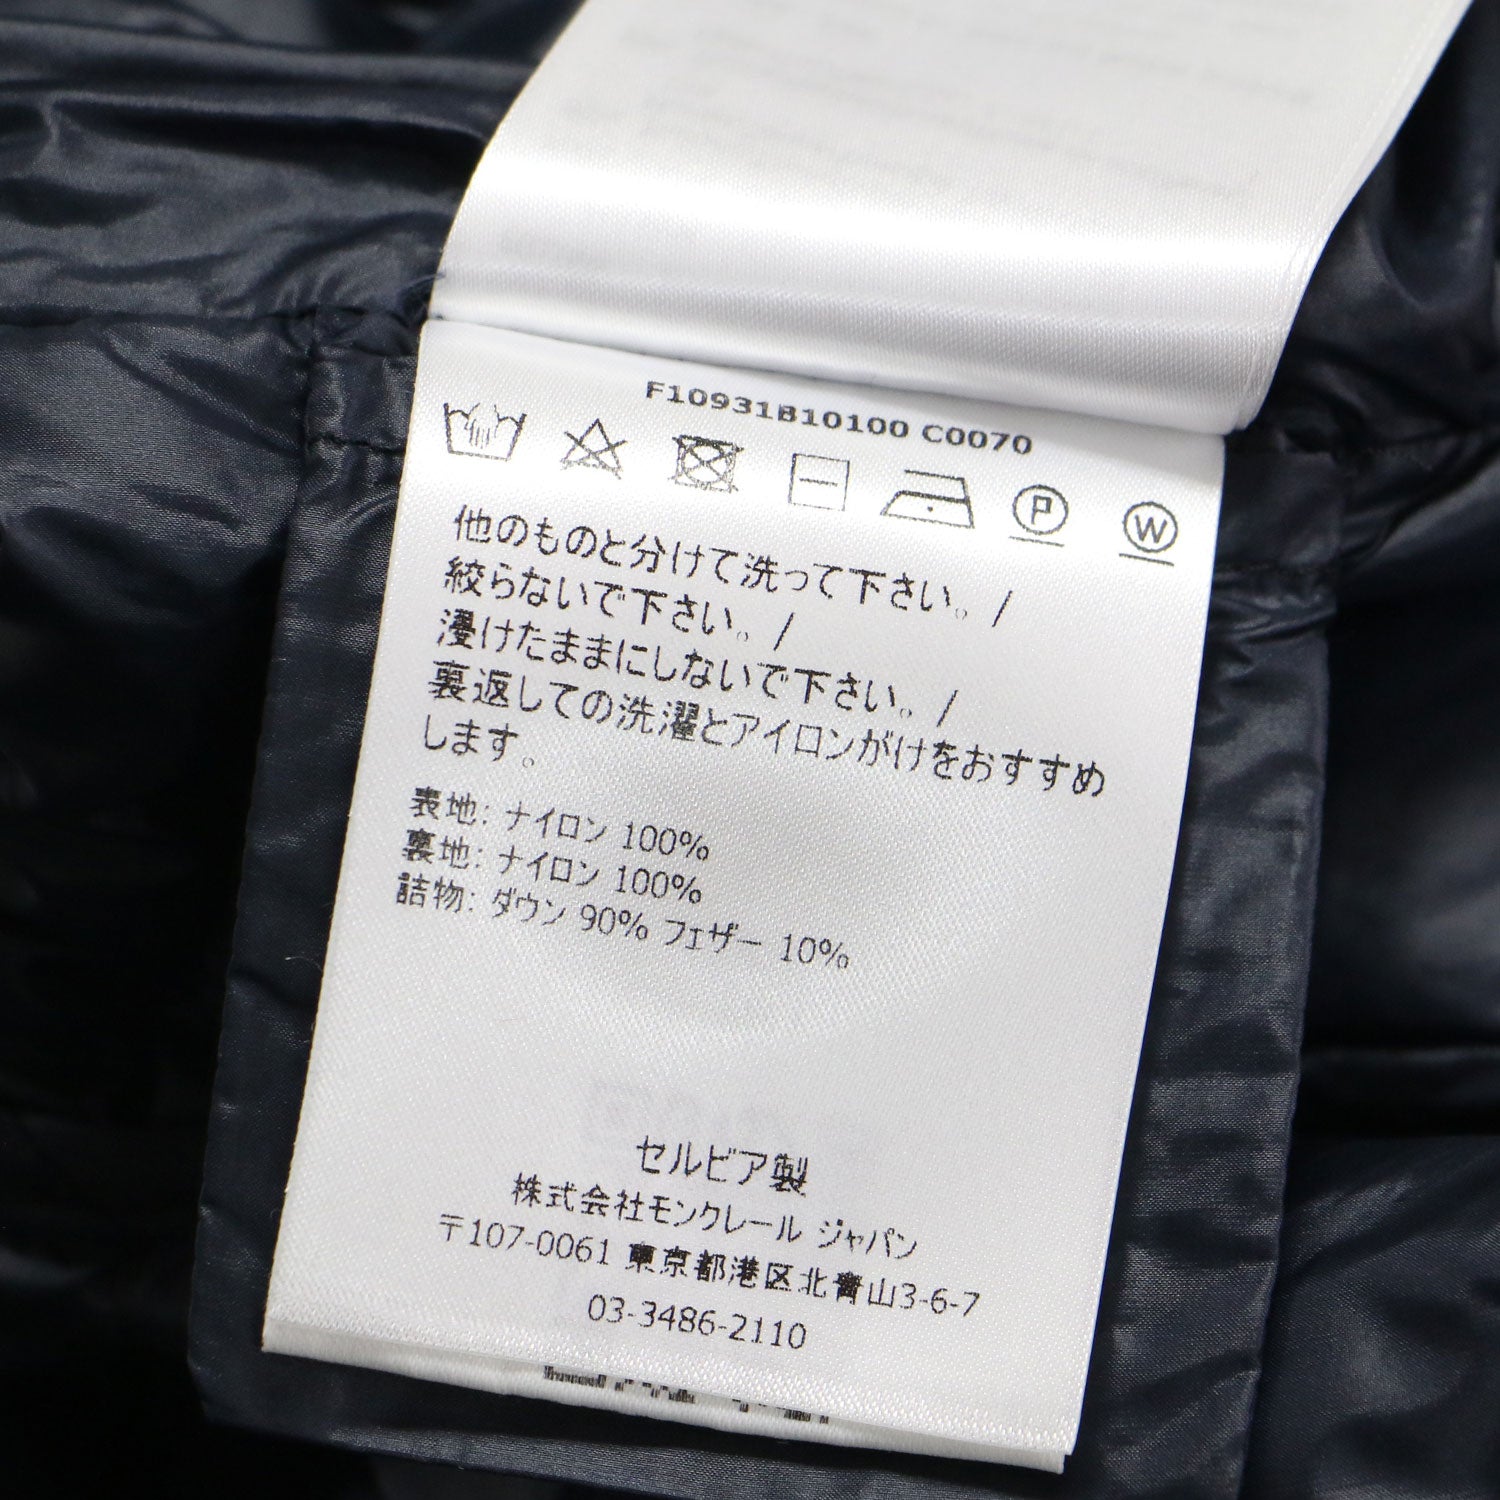 F10931B10100 C0070
P W
他のものと分けて洗って下さい。/
絞らないで下さい。/
浸けたままにしないで下さい。/
裏返しての洗濯とアイロンがけをおすすめ
します。
表地: ナイロン 100%
裏地: ナイロン 100%
詰物: ダウン 90% フェザー 10%
セルビア製
株式会社モンクレール ジャパン
〒107-0061 東京都港区北青山3-6-7
03-3486-2110